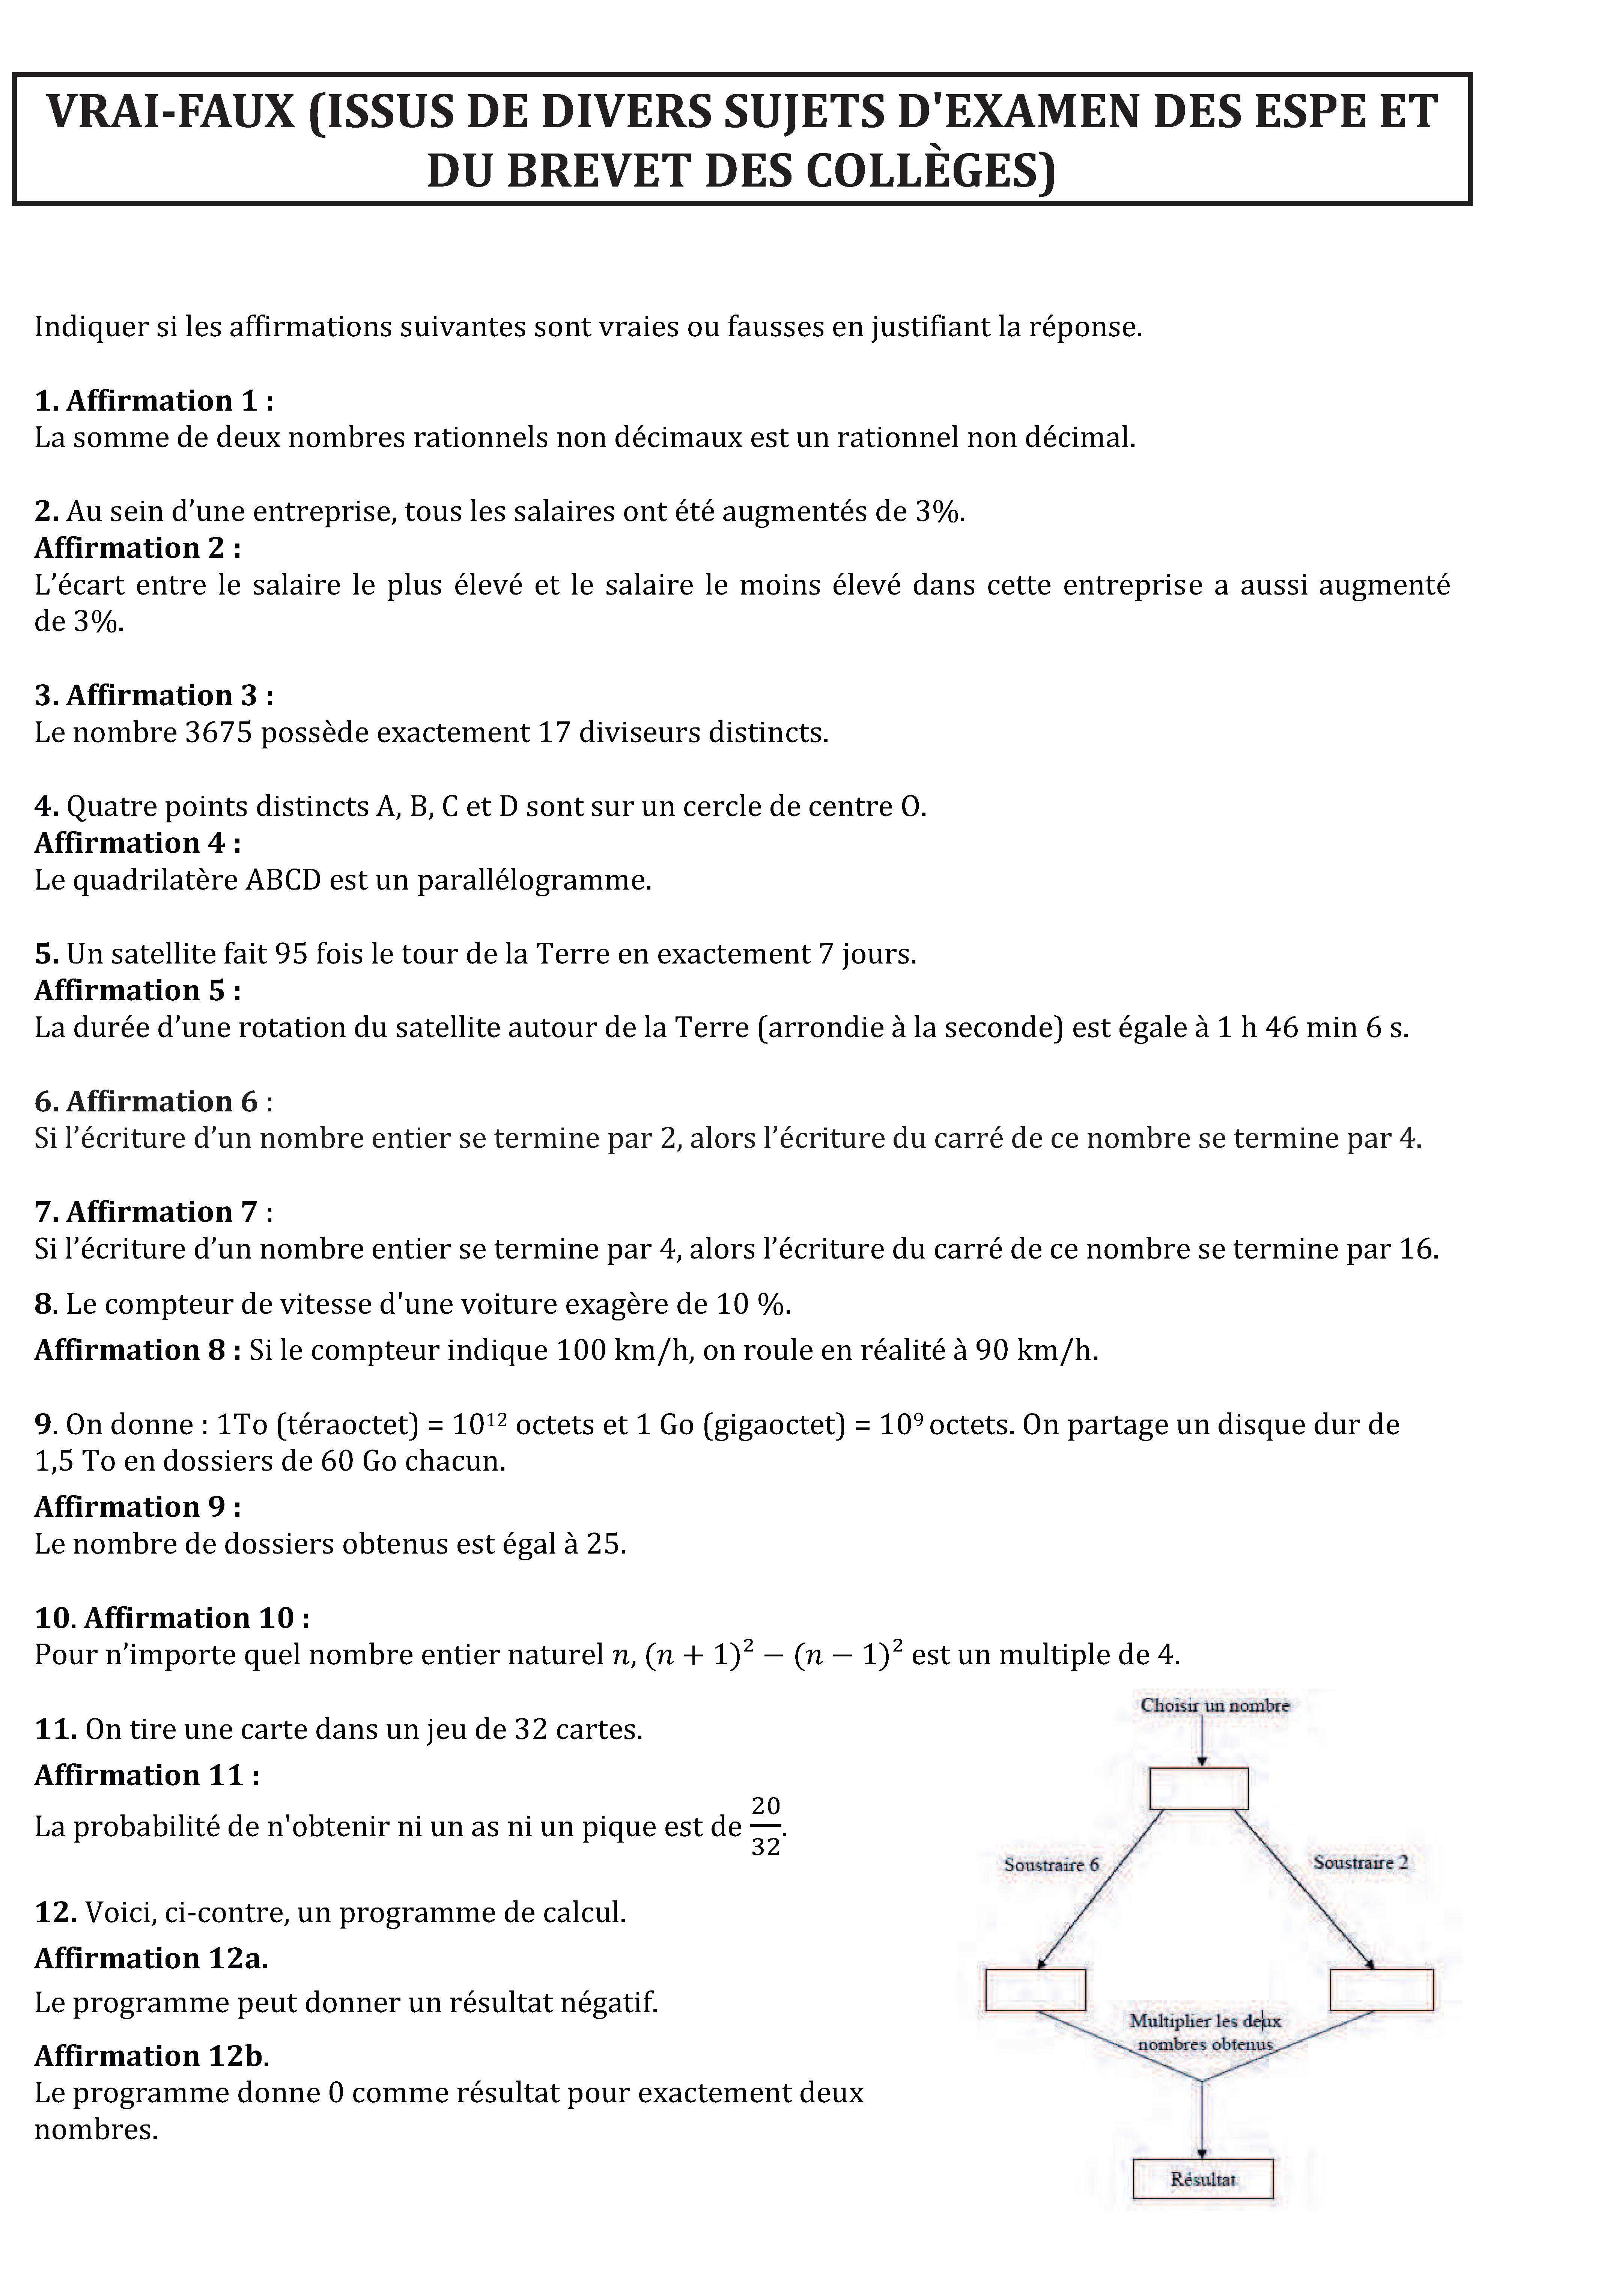 VRAI-FAUX (ISSUS DE DIVERS SUJETS D'EXAMEN DES ESPE ET
DU BREVET DES COLLÈGES)
Indiquer si les affirmations suivantes sont vraies ou fausses en justifiant la réponse.
1. Affirmation 1 :
La somme de deux nombres rationnels non décimaux est un rationnel non décimal.
2. Au sein d’une entreprise, tous les salaires ont été augmentés de 3%.
Affirmation 2 :
L’écart entre le salaire le plus élevé et le salaire le moins élevé dans cette entreprise a aussi augmenté
de 3%.
3. Affirmation 3 :
Le nombre 3675 possède exactement 17 diviseurs distincts.
4. Quatre points distincts A, B, C et D sont sur un cercle de centre O.
Affirmation 4 :
Le quadrilatère ABCD est un parallélogramme.
5. Un satellite fait 95 fois le tour de la Terre en exactement 7 jours.
Affirmation 5 :
La durée d’une rotation du satellite autour de la Terre (arrondie à la seconde) est égale à 1 h 46 min 6 s.
6. Affirmation 6 :
Si l’écriture d’un nombre entier se termine par 2, alors l’écriture du carré de ce nombre se termine par 4.
7. Affirmation 7 :
Si l’écriture d’un nombre entier se termine par 4, alors l’écriture du carré de ce nombre se termine par 16.
8. Le compteur de vitesse d'une voiture exagère de 10 %.
Affirmation 8 : Si le compteur indique 100 km/h, on roule en réalité à 90 km/h.
9. On donne : 1To (téraoctet) = 10¹² octets et 1 Go (gigaoctet) = 10⁹ octets. On partage un disque dur de
1,5 To en dossiers de 60 Go chacun.
Affirmation 9 :
Le nombre de dossiers obtenus est égal à 25.
10. Affirmation 10 :
Pour n’importe quel nombre entier naturel n, (n + 1)² − (n − 1)² est un multiple de 4.
11. On tire une carte dans un jeu de 32 cartes.
Affirmation 11 :
La probabilité de n'obtenir ni un as ni un pique est de 20/32.
12. Voici, ci-contre, un programme de calcul.
Affirmation 12a.
Le programme peut donner un résultat négatif.
Affirmation 12b.
Le programme donne 0 comme résultat pour exactement deux
nombres.
Choisir un nombre
Soustraire 6
Soustraire 2
Multiplier les deux
nombres obtenus
Résultat